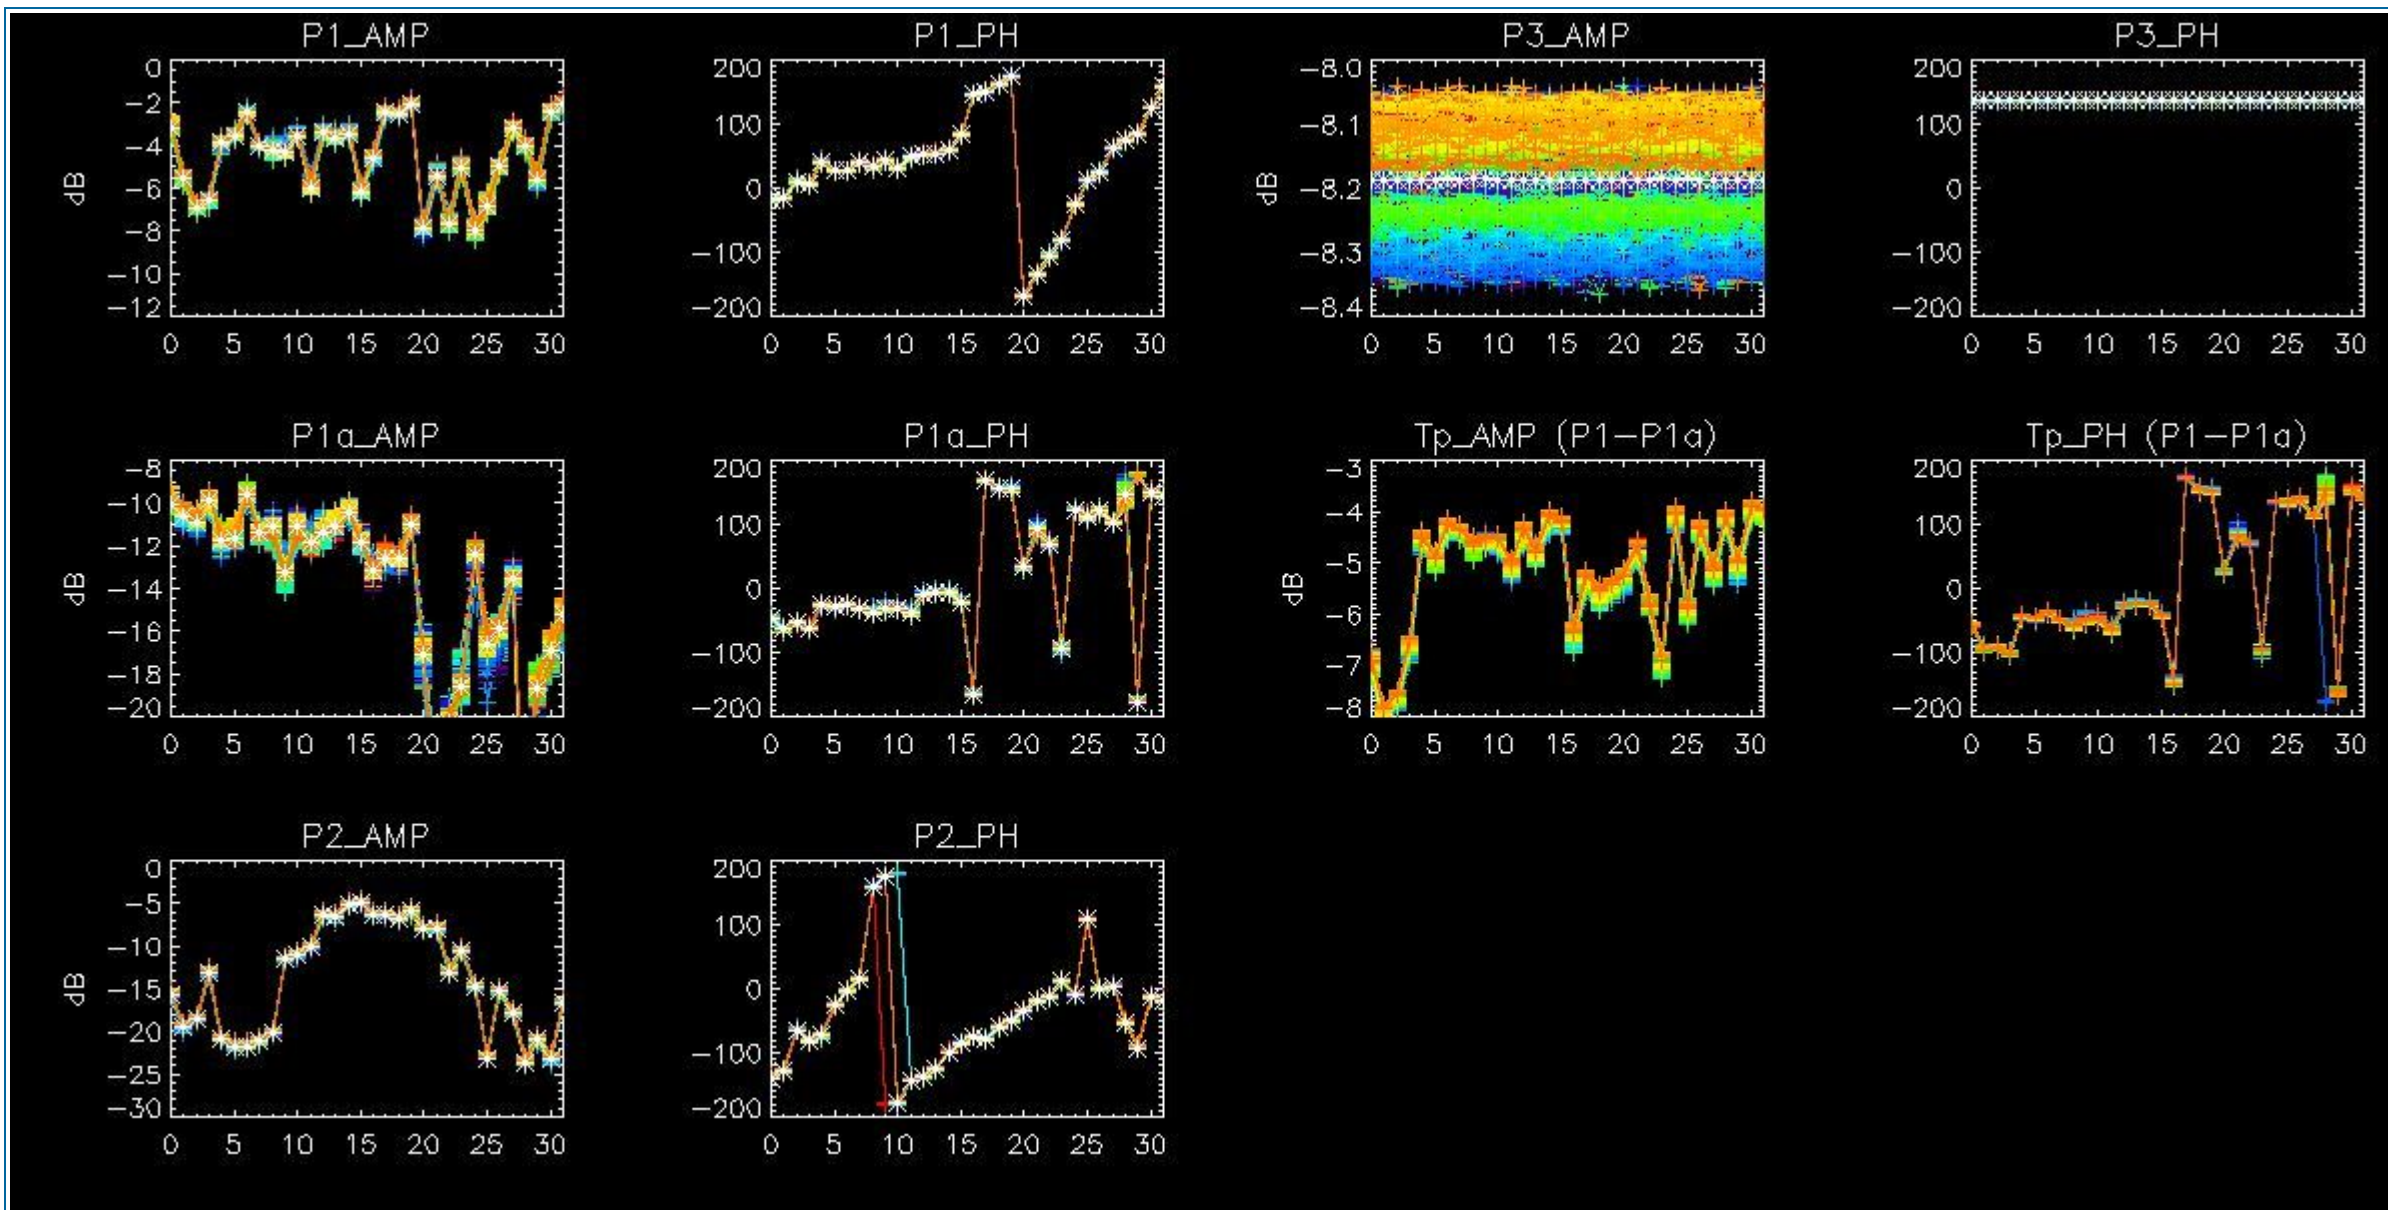 P1_AMP
0
−2
−4
−6
−8
−10
−12
dB
0 5 10 15 20 25 30
P1_PH
200
100
0
−100
−200
0 5 10 15 20 25 30
P3_AMP
−8.0
−8.1
−8.2
−8.3
−8.4
dB
0 5 10 15 20 25 30
P3_PH
200
100
0
−100
−200
0 5 10 15 20 25 30
P1a_AMP
−8
−10
−12
−14
−16
−18
−20
dB
0 5 10 15 20 25 30
P1a_PH
200
100
0
−100
−200
0 5 10 15 20 25 30
Tp_AMP (P1−P1a)
−3
−4
−5
−6
−7
−8
dB
0 5 10 15 20 25 30
Tp_PH (P1−P1a)
200
100
0
−100
−200
0 5 10 15 20 25 30
P2_AMP
0
−5
−10
−15
−20
−25
−30
dB
0 5 10 15 20 25 30
P2_PH
200
100
0
−100
−200
0 5 10 15 20 25 30